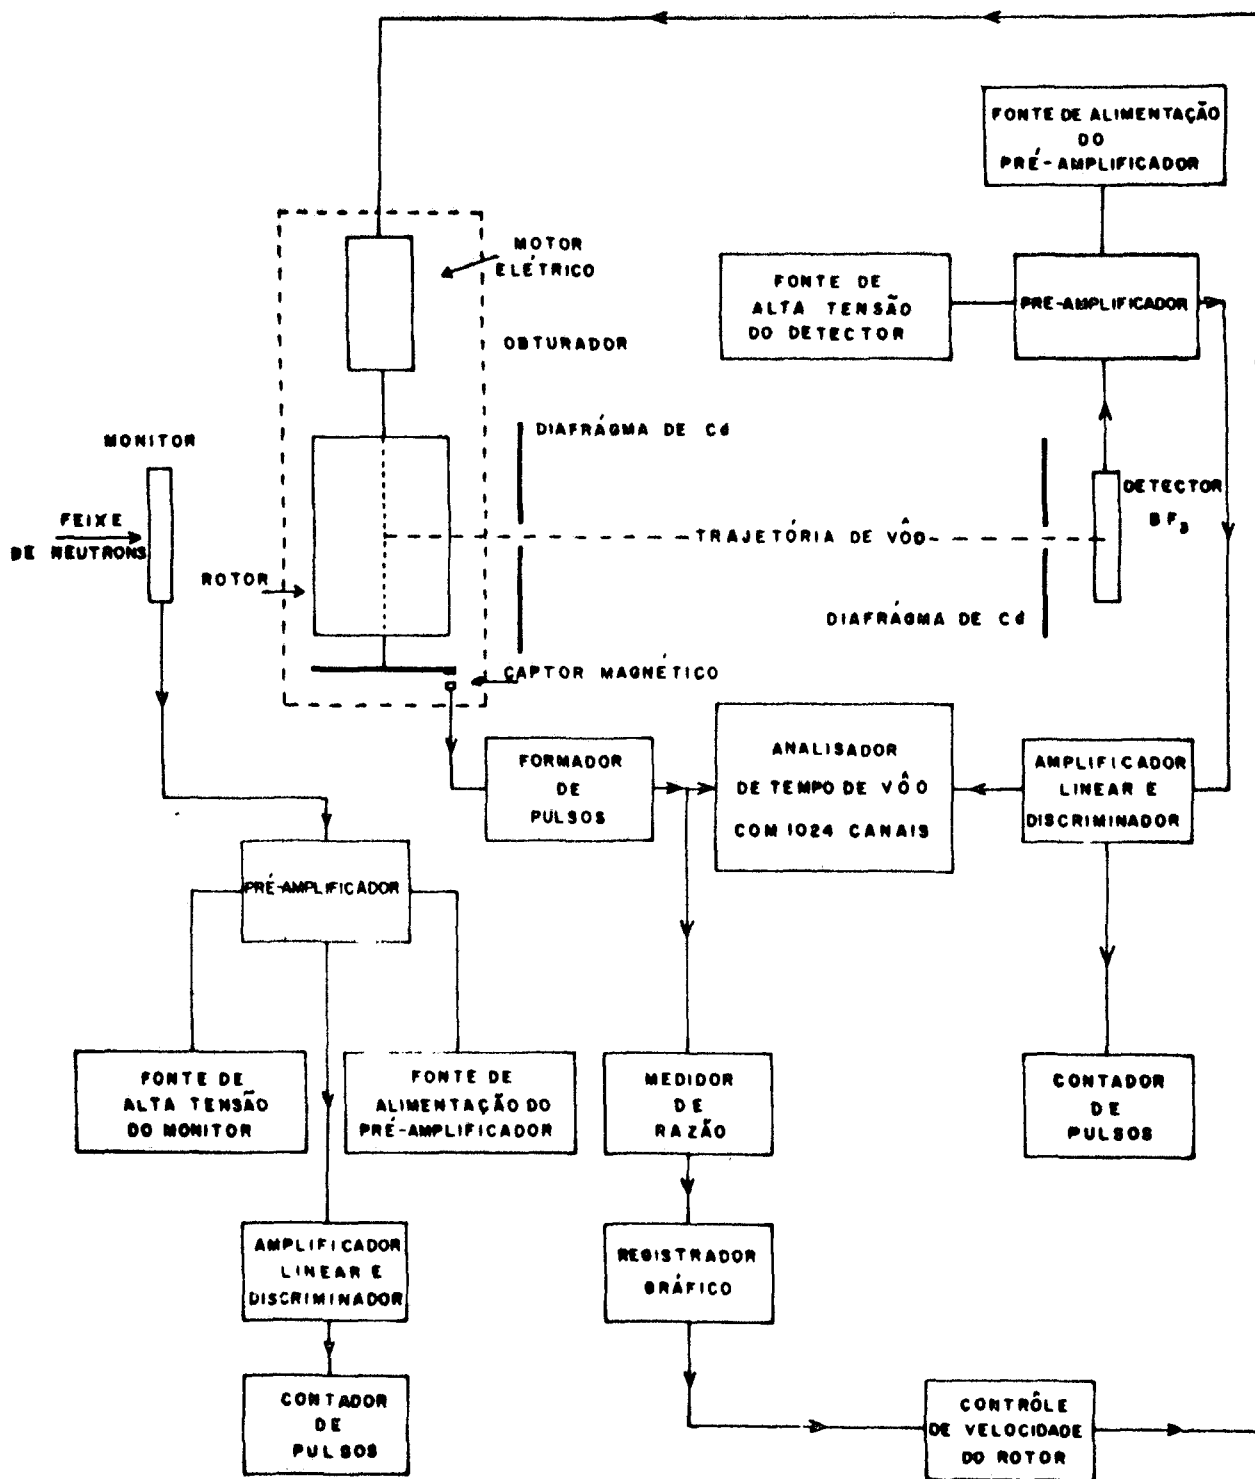 FONTE DE ALIMENTAÇÃO
DO
PRÉ-AMPLIFICADOR
MOTOR
ELÉTRICO
FONTE DE
ALTA TENSÃO
DO DETECTOR
PRÉ-AMPLIFICADOR
OBTURADOR
DIAFRÁGMA DE Cd
MONITOR
DETECTOR
BF3
FEIXE
DE NÊUTRONS
TRAJETÓRIA DE VÔO
ROTOR
DIAFRÁGMA DE Cd
CAPTOR MAGNÉTICO
FORMADOR
DE
PULSOS
ANALISADOR
DE TEMPO DE VÔO
COM 1024 CANAIS
AMPLIFICADOR
LINEAR E
DISCRIMINADOR
PRÉ-AMPLIFICADOR
FONTE DE
ALTA TENSÃO
DO MONITOR
FONTE DE
ALIMENTAÇÃO DO
PRÉ-AMPLIFICADOR
MEDIDOR
DE
RAZÃO
CONTADOR
DE
PULSOS
AMPLIFICADOR
LINEAR E
DISCRIMINADOR
REGISTRADOR
GRÁFICO
CONTADOR
DE
PULSOS
CONTRÔLE
DE VELOCIDADE
DO ROTOR